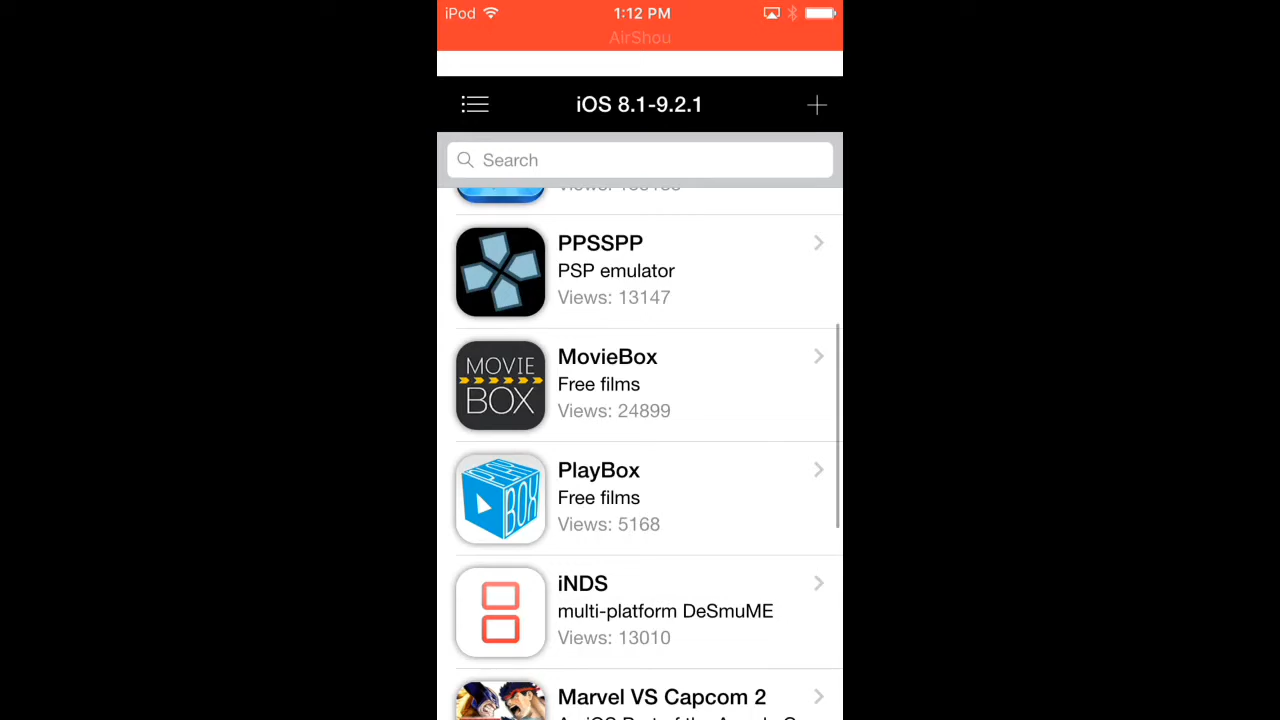 iPod 1:12 PM
AirShou
iOS 8.1-9.2.1
Search
PPSSPP
PSP emulator
Views: 13147
MOVIE
BOX
MovieBox
Free films
Views: 24899
PLAY
BOX
PlayBox
Free films
Views: 5168
iNDS
multi-platform DeSmuME
Views: 13010
Marvel VS Capcom 2